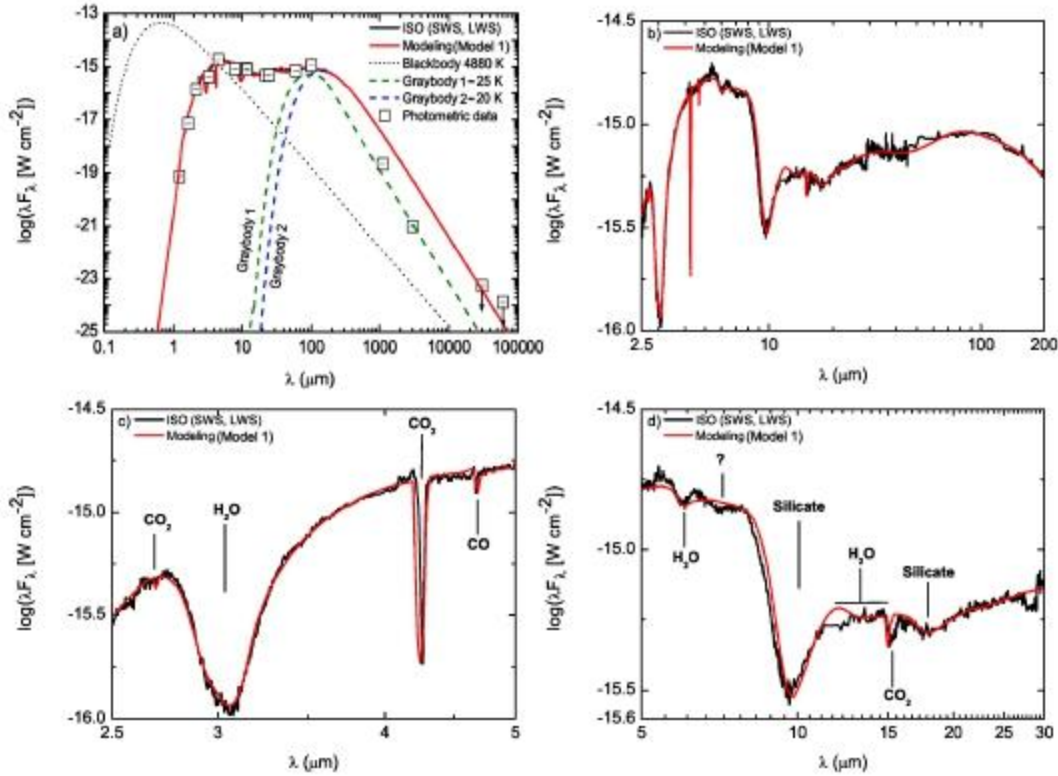 a)
ISO (SWS, LWS)
Modeling (Model 1)
Blackbody 4880 K
Graybody 1~25 K
Graybody 2~20 K
Photometric data
Graybody 1
Graybody 2
log(λFλ [W cm⁻²])
-13
-15
-17
-19
-21
-23
-25
0.1 1 10 100 1000 10000 100000
λ (μm)
b)
ISO (SWS, LWS)
Modeling (Model 1)
log(λFλ [W cm⁻²])
-14.5
-15.0
-15.5
-16.0
2.5 10 100 200
λ (μm)
c)
ISO (SWS, LWS)
Modeling (Model 1)
CO₂
H₂O
CO₂
CO
log(λFλ [W cm⁻²])
-14.5
-15.0
-15.5
-16.0
2.5 3 4 5
λ (μm)
d)
ISO (SWS, LWS)
Modeling (Model 1)
?
Silicate
H₂O
H₂O
Silicate
CO₂
log(λFλ [W cm⁻²])
-14.5
-15.0
-15.5
-15.6
5 10 15 20 25 30
λ (μm)